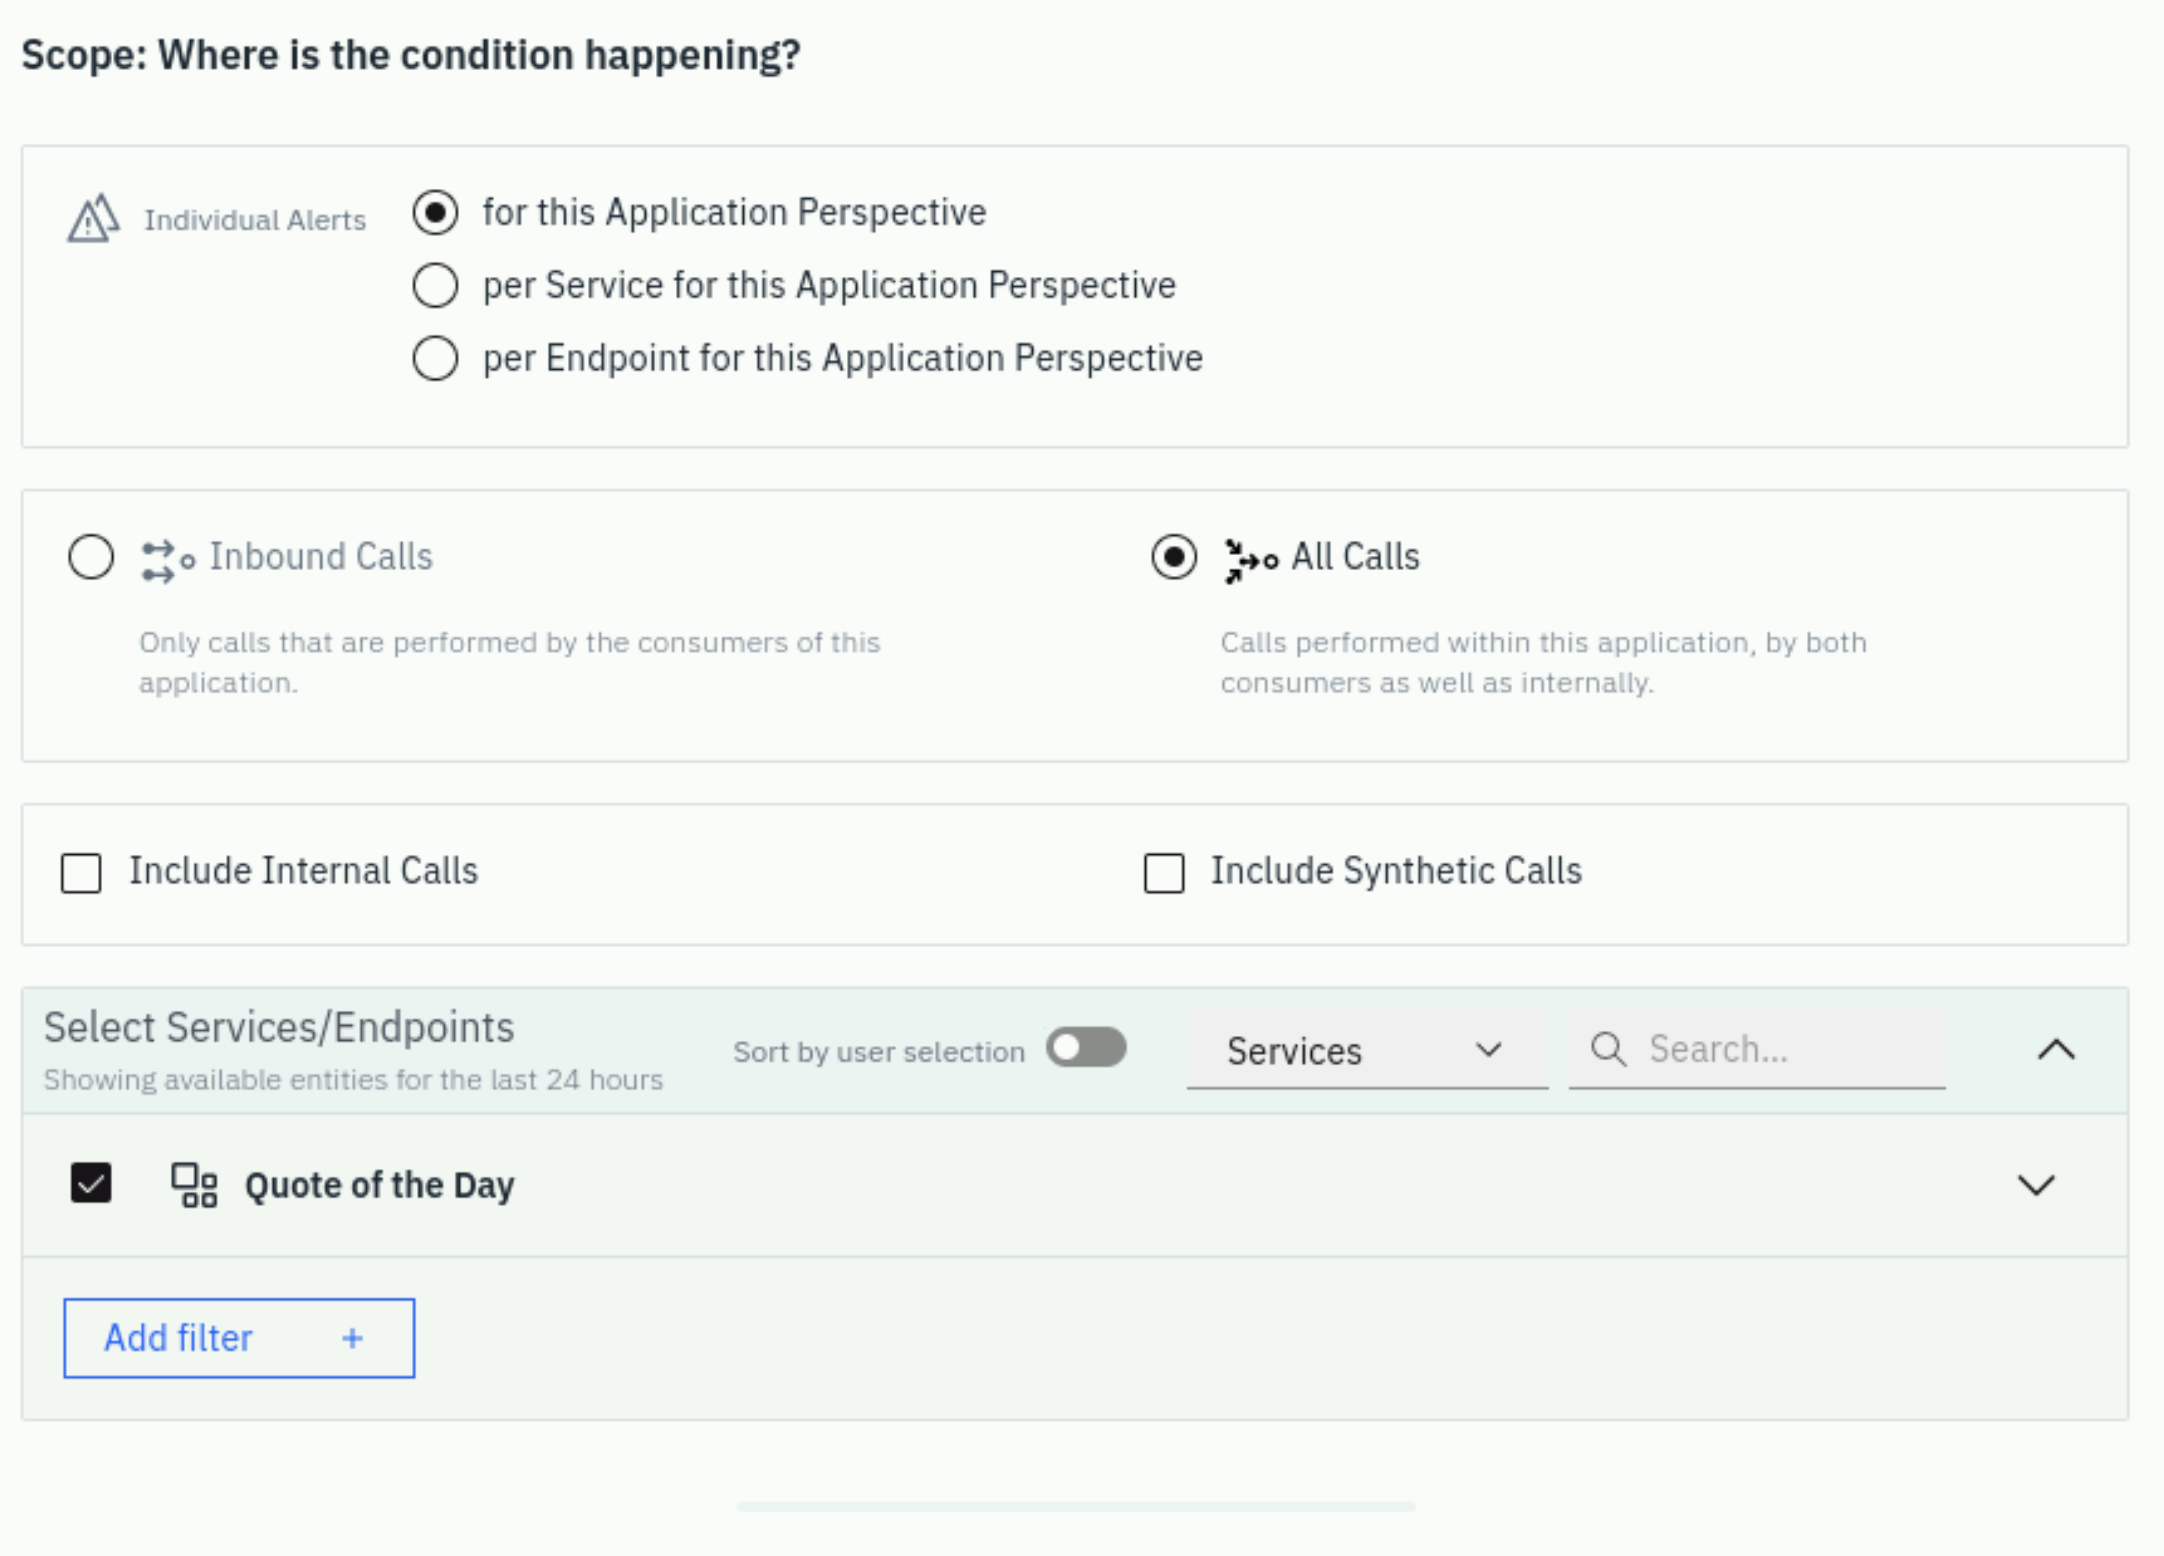 Scope: Where is the condition happening?
Individual Alerts
for this Application Perspective
per Service for this Application Perspective
per Endpoint for this Application Perspective
Inbound Calls
Only calls that are performed by the consumers of this
application.
All Calls
Calls performed within this application, by both
consumers as well as internally.
Include Internal Calls
Include Synthetic Calls
Select Services/Endpoints
Showing available entities for the last 24 hours
Sort by user selection
Services
Search...
Quote of the Day
Add filter +